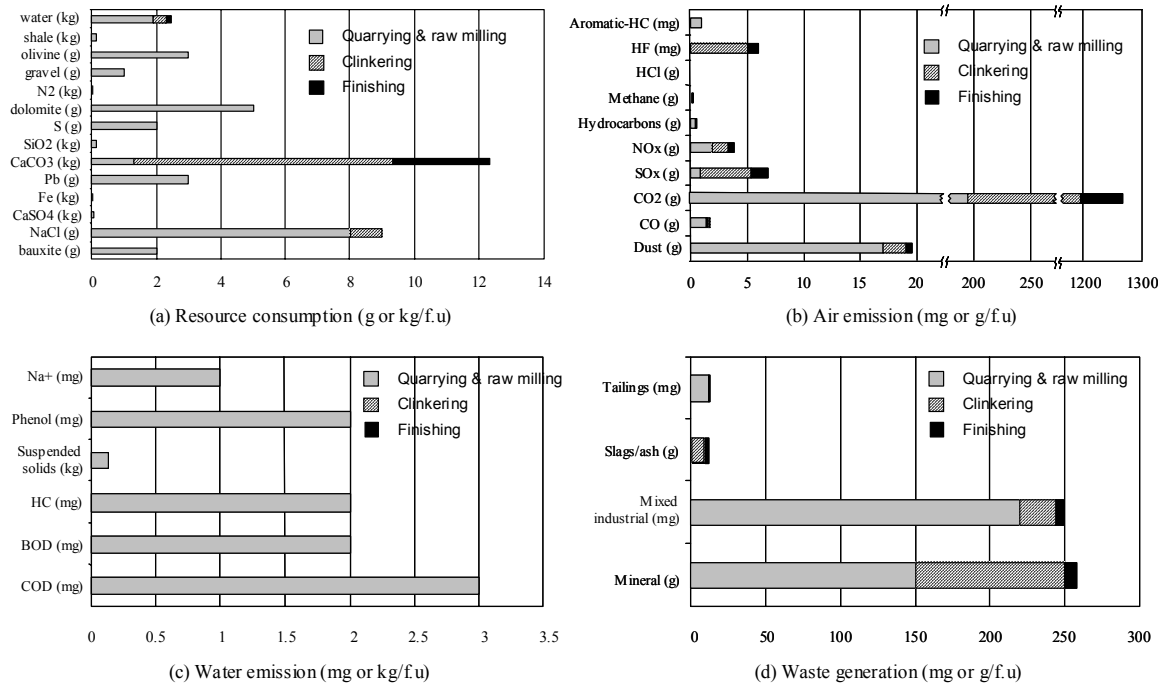 water (kg)
shale (kg)
olivine (g)
gravel (g)
N2 (kg)
dolomite (g)
S (g)
SiO2 (kg)
CaCO3 (kg)
Pb (g)
Fe (kg)
CaSO4 (kg)
NaCl (g)
bauxite (g)
Quarrying & raw milling
Clinkering
Finishing
0 2 4 6 8 10 12 14
(a) Resource consumption (g or kg/f.u)
Aromatic-HC (mg)
HF (mg)
HCl (g)
Methane (g)
Hydrocarbons (g)
NOx (g)
SOx (g)
CO2 (g)
CO (g)
Dust (g)
Quarrying & raw milling
Clinkering
Finishing
0 5 10 15 20 200 250 1200 1300
(b) Air emission (mg or g/f.u)
Na+ (mg)
Phenol (mg)
Suspended
solids (kg)
HC (mg)
BOD (mg)
COD (mg)
Quarrying & raw milling
Clinkering
Finishing
0 0.5 1 1.5 2 2.5 3 3.5
(c) Water emission (mg or kg/f.u)
Tailings (mg)
Slags/ash (g)
Mixed
industrial (mg)
Mineral (g)
Quarrying & raw milling
Clinkering
Finishing
0 50 100 150 200 250 300
(d) Waste generation (mg or g/f.u)